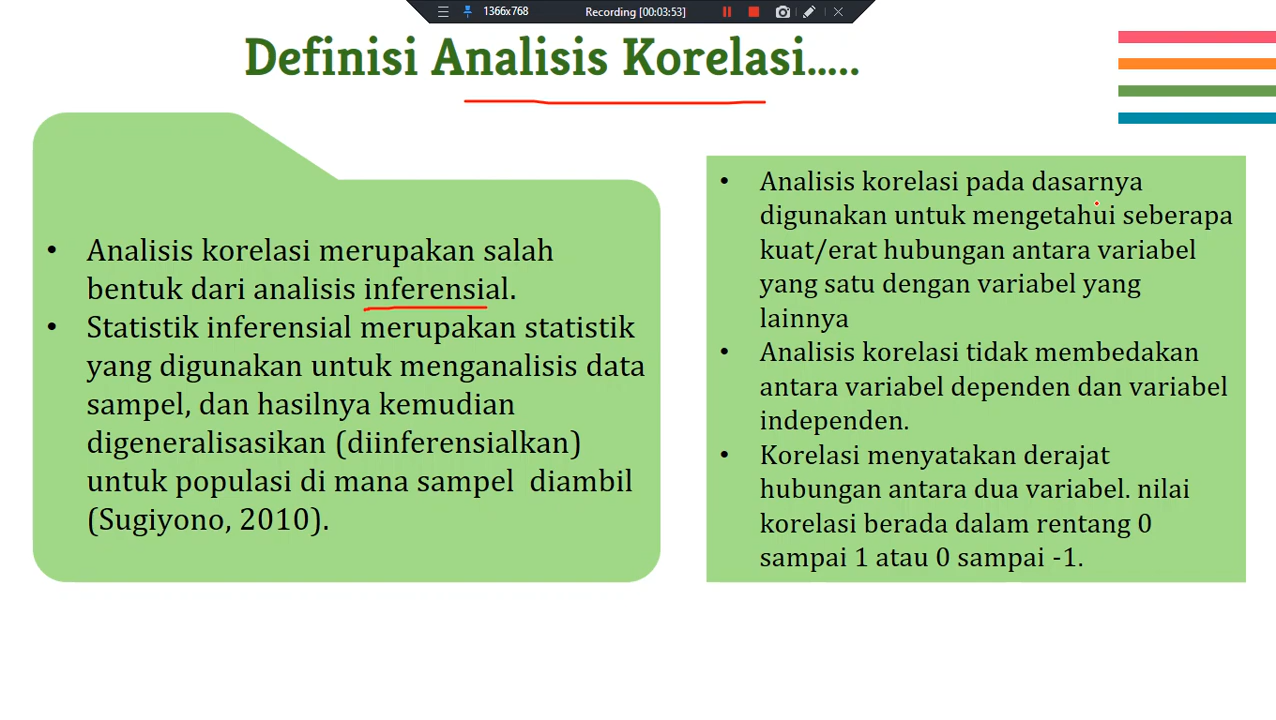 1366x768
Recording [00:03:53]
Definisi Analisis Korelasi.....
• Analisis korelasi merupakan salah
bentuk dari analisis inferensial.
• Statistik inferensial merupakan statistik
yang digunakan untuk menganalisis data
sampel, dan hasilnya kemudian
digeneralisasikan (diinferensialkan)
untuk populasi di mana sampel diambil
(Sugiyono, 2010).
• Analisis korelasi pada dasarnya
digunakan untuk mengetahui seberapa
kuat/erat hubungan antara variabel
yang satu dengan variabel yang
lainnya
• Analisis korelasi tidak membedakan
antara variabel dependen dan variabel
independen.
• Korelasi menyatakan derajat
hubungan antara dua variabel. nilai
korelasi berada dalam rentang 0
sampai 1 atau 0 sampai -1.